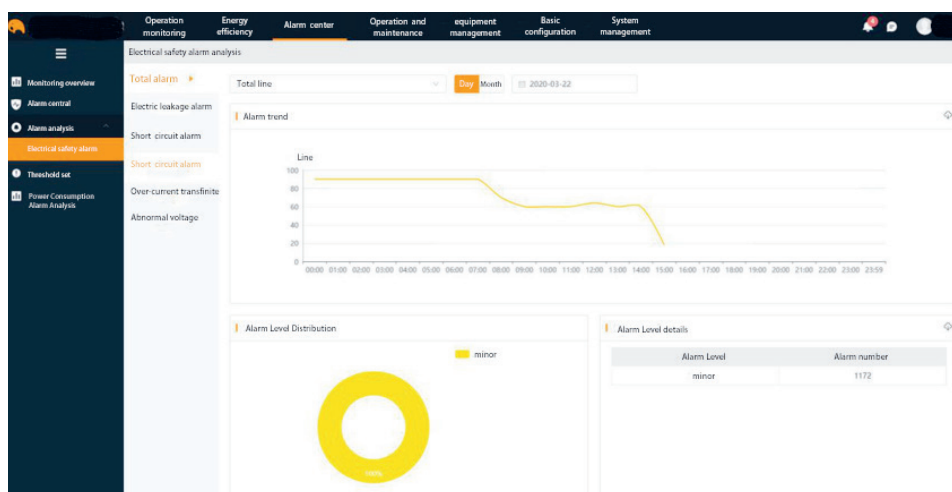 Operation monitoring
Energy efficiency
Alarm center
Operation and maintenance
equipment management
Basic configuration
System management
4
Monitoring overview
Alarm central
Alarm analysis
Electrical safety alarm
Threshold set
Power Consumption
Alarm Analysis
Electrical safety alarm analysis
Total alarm
Electric leakage alarm
Short circuit alarm
Short circuit alarm
Over-current transfinite
Abnormal voltage
Total line
Day Month
2020-03-22
Alarm trend
Line
100
80
60
40
20
0
00:00 01:00 02:00 03:00 04:00 05:00 06:00 07:00 08:00 09:00 10:00 11:00 12:00 13:00 14:00 15:00 16:00 17:00 18:00 19:00 20:00 21:00 22:00 23:00 23:59
Alarm Level Distribution
minor
100%
Alarm Level details
Alarm Level Alarm number
minor 1172